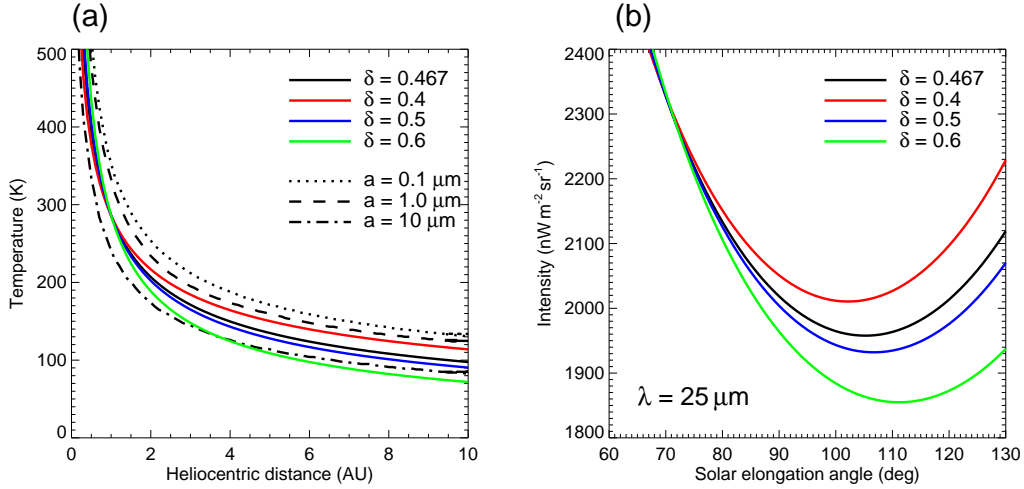 (a)
500
400
300
200
100
0
Temperature (K)
0 2 4 6 8 10
Heliocentric distance (AU)
δ = 0.467
δ = 0.4
δ = 0.5
δ = 0.6
a = 0.1 μm
a = 1.0 μm
a = 10 μm
(b)
2400
2300
2200
2100
2000
1900
1800
Intensity (nW m⁻² sr⁻¹)
60 70 80 90 100 110 120 130
Solar elongation angle (deg)
δ = 0.467
δ = 0.4
δ = 0.5
δ = 0.6
λ = 25 μm